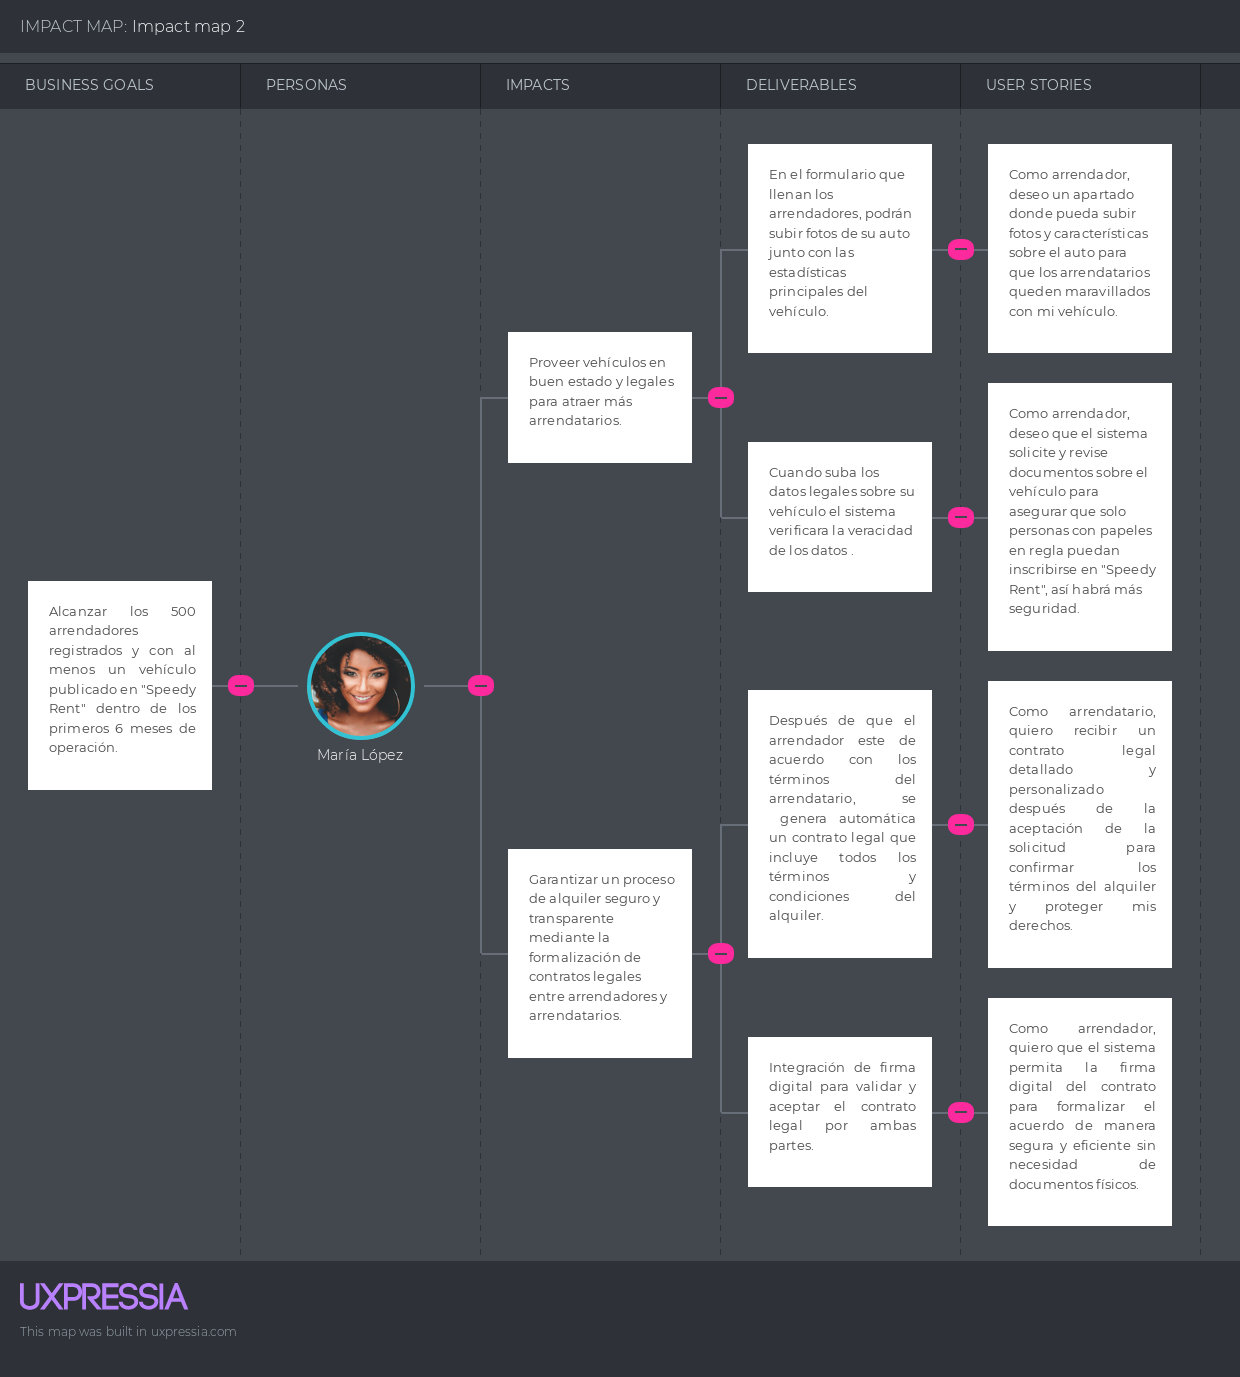 IMPACT MAP: Impact map 2
BUSINESS GOALS
PERSONAS
IMPACTS
DELIVERABLES
USER STORIES
Alcanzar los 500
arrendadores
registrados y con al
menos un vehículo
publicado en "Speedy
Rent" dentro de los
primeros 6 meses de
operación.
María López
Proveer vehículos en
buen estado y legales
para atraer más
arrendatarios.
En el formulario que
llenan los
arrendadores, podrán
subir fotos de su auto
junto con las
estadísticas
principales del
vehículo.
Como arrendador,
deseo un apartado
donde pueda subir
fotos y características
sobre el auto para
que los arrendatarios
queden maravillados
con mi vehículo.
Cuando suba los
datos legales sobre su
vehículo el sistema
verificara la veracidad
de los datos .
Como arrendador,
deseo que el sistema
solicite y revise
documentos sobre el
vehículo para
asegurar que solo
personas con papeles
en regla puedan
inscribirse en "Speedy
Rent", así habrá más
seguridad.
Garantizar un proceso
de alquiler seguro y
transparente
mediante la
formalización de
contratos legales
entre arrendadores y
arrendatarios.
Después de que el
arrendador este de
acuerdo con los
términos del
arrendatario, se
genera automática
un contrato legal que
incluye todos los
términos y
condiciones del
alquiler.
Como arrendatario,
quiero recibir un
contrato legal
detallado y
personalizado
después de la
aceptación de la
solicitud para
confirmar los
términos del alquiler
y proteger mis
derechos.
Integración de firma
digital para validar y
aceptar el contrato
legal por ambas
partes.
Como arrendador,
quiero que el sistema
permita la firma
digital del contrato
para formalizar el
acuerdo de manera
segura y eficiente sin
necesidad de
documentos físicos.
UXPRESSIA
This map was built in uxpressia.com